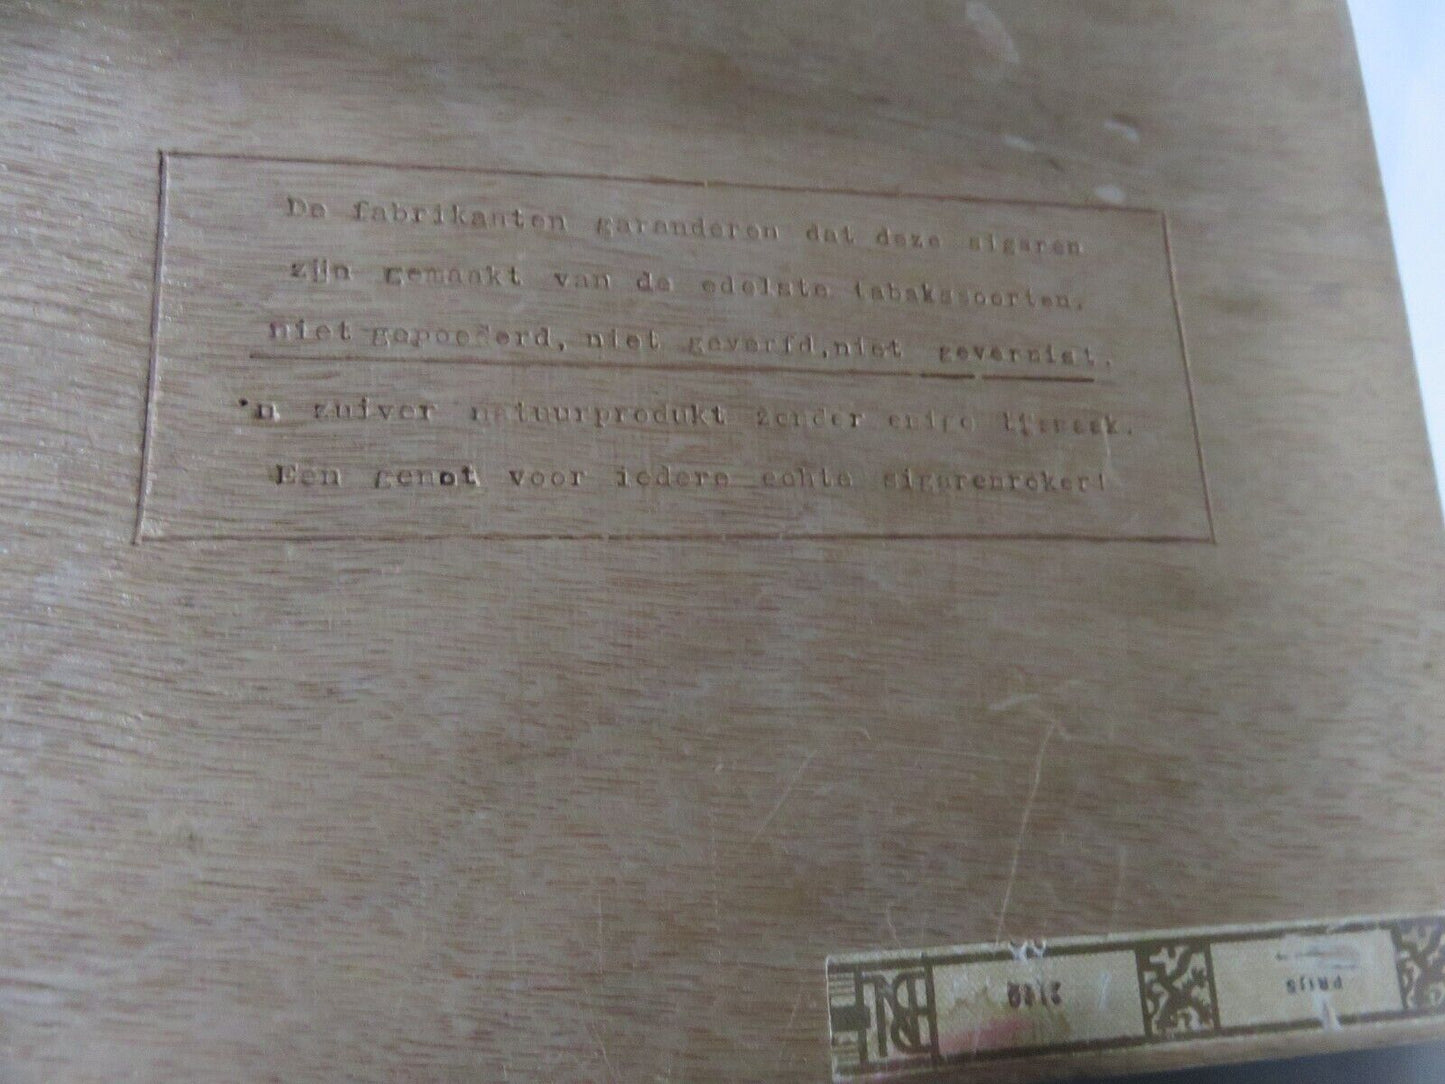 De fabrikanten garanderen dat deze sigaren
zijn gemaakt van de edelste tabakssoorten,
niet gepoederd, niet geverfd, niet gevernist.
'n zuiver natuurprodukt zonder enige bijsmaak.
Een genot voor iedere echte sigarenroker!
PRIJS